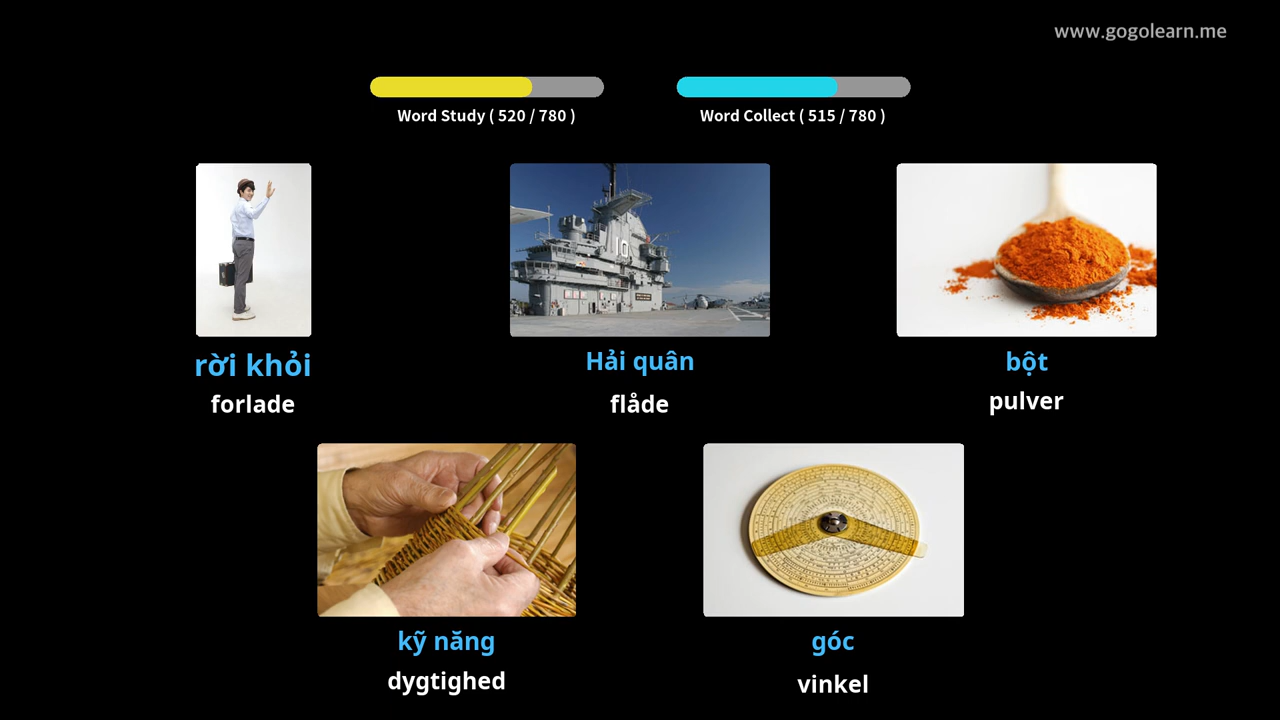 www.gogolearn.me
Word Study ( 520 / 780 )
Word Collect ( 515 / 780 )
rời khỏi
forlade
Hải quân
flåde
bột
pulver
kỹ năng
dygtighed
góc
vinkel